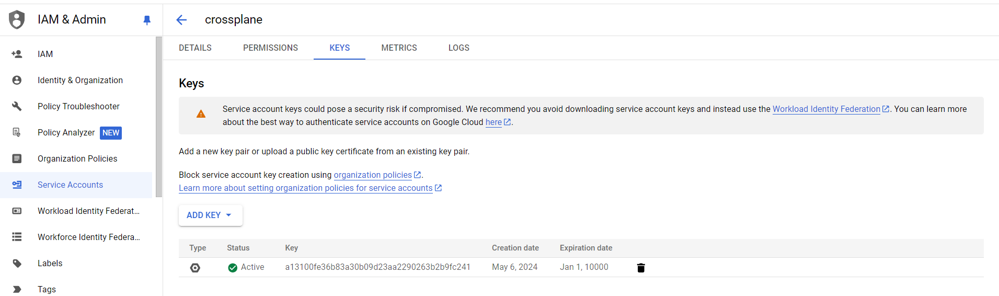 IAM & Admin
crossplane
IAM
Identity & Organization
Policy Troubleshooter
Policy Analyzer NEW
Organization Policies
Service Accounts
Workload Identity Federat...
Workforce Identity Federa...
Labels
Tags
DETAILS PERMISSIONS KEYS METRICS LOGS
Keys
Service account keys could pose a security risk if compromised. We recommend you avoid downloading service account keys and instead use the Workload Identity Federation. You can learn more
about the best way to authenticate service accounts on Google Cloud here.
Add a new key pair or upload a public key certificate from an existing key pair.
Block service account key creation using organization policies.
Learn more about setting organization policies for service accounts
ADD KEY
Type Status Key Creation date Expiration date
Active a13100fe36b83a30b09d23aa2290263b2b9fc241 May 6, 2024 Jan 1, 10000